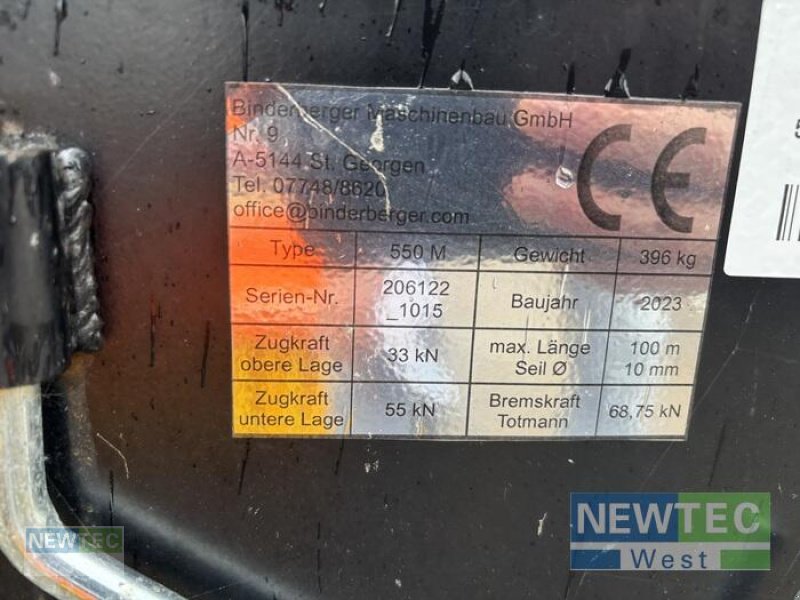 Binderberger Maschinenbau GmbH
Nr. 9
A-5144 St. Georgen
Tel. 07748/8620
office@binderberger.com
CE
Type 550 M Gewicht 396 kg
Serien-Nr. 206122_1015 Baujahr 2023
Zugkraft obere Lage 33 kN max. Länge 100 m
Seil Ø 10 mm
Zugkraft untere Lage 55 kN Bremskraft Totmann 68,75 kN
5
NEWTEC
West
NEWTEC